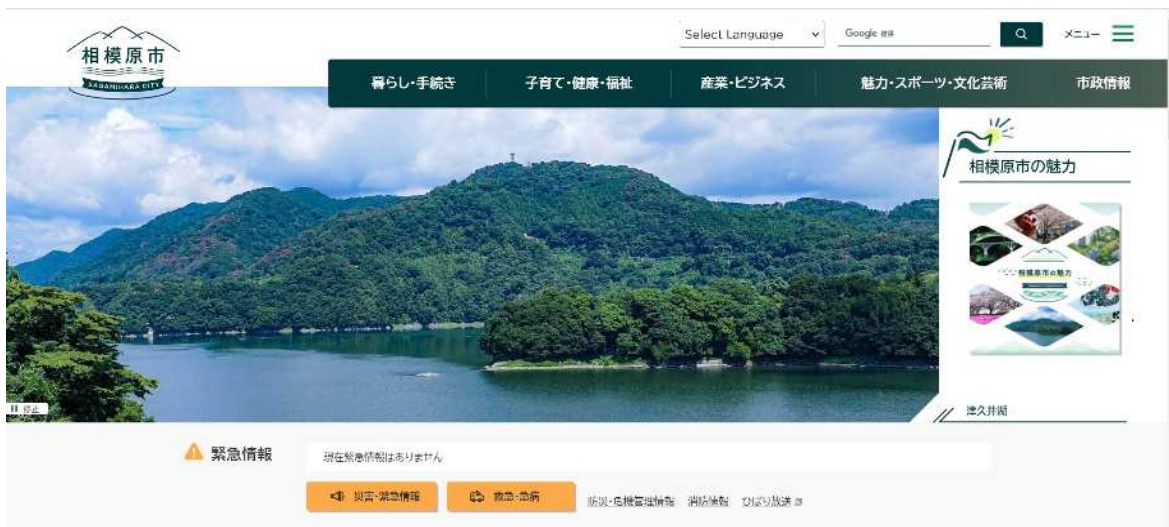 相模原市
SAGAMIHARA CITY
Select Language
Google 検索
メニュー
暮らし・手続き
子育て・健康・福祉
産業・ビジネス
魅力・スポーツ・文化芸術
市政情報
相模原市の魅力
相模原市の魅力
停止
津久井湖
緊急情報
現在緊急情報はありません
災害・緊急情報
救急・急病
防災・危機管理情報 消防情報 ひばり放送